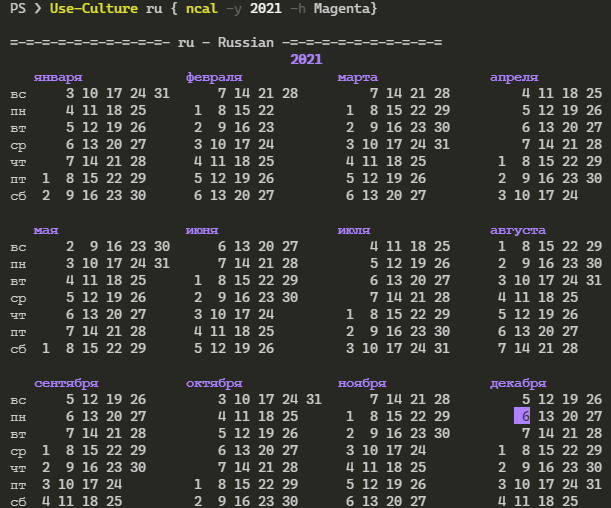 PS > Use-Culture ru { ncal -y 2021 -h Magenta}
=-=-=-=-=-=-=-=-=-=- ru - Russian -=-=-=-=-=-=-=-=-=-=
2021
января февраля марта апреля
вс 3 10 17 24 31 7 14 21 28 7 14 21 28 4 11 18 25
пн 4 11 18 25 1 8 15 22 1 8 15 22 29 5 12 19 26
вт 5 12 19 26 2 9 16 23 2 9 16 23 30 6 13 20 27
ср 6 13 20 27 3 10 17 24 3 10 17 24 31 7 14 21 28
чт 7 14 21 28 4 11 18 25 4 11 18 25 1 8 15 22 29
пт 1 8 15 22 29 5 12 19 26 5 12 19 26 2 9 16 23 30
сб 2 9 16 23 30 6 13 20 27 6 13 20 27 3 10 17 24
мая июня июля августа
вс 2 9 16 23 30 6 13 20 27 4 11 18 25 1 8 15 22 29
пн 3 10 17 24 31 7 14 21 28 5 12 19 26 2 9 16 23 30
вт 4 11 18 25 1 8 15 22 29 6 13 20 27 3 10 17 24 31
ср 5 12 19 26 2 9 16 23 30 7 14 21 28 4 11 18 25
чт 6 13 20 27 3 10 17 24 1 8 15 22 29 5 12 19 26
пт 7 14 21 28 4 11 18 25 2 9 16 23 30 6 13 20 27
сб 1 8 15 22 29 5 12 19 26 3 10 17 24 31 7 14 21 28
сентября октября ноября декабря
вс 5 12 19 26 3 10 17 24 31 7 14 21 28 5 12 19 26
пн 6 13 20 27 4 11 18 25 1 8 15 22 29 6 13 20 27
вт 7 14 21 28 5 12 19 26 2 9 16 23 30 7 14 21 28
ср 1 8 15 22 29 6 13 20 27 3 10 17 24 1 8 15 22 29
чт 2 9 16 23 30 7 14 21 28 4 11 18 25 2 9 16 23 30
пт 3 10 17 24 1 8 15 22 29 5 12 19 26 3 10 17 24 31
сб 4 11 18 25 2 9 16 23 30 6 13 20 27 4 11 18 25